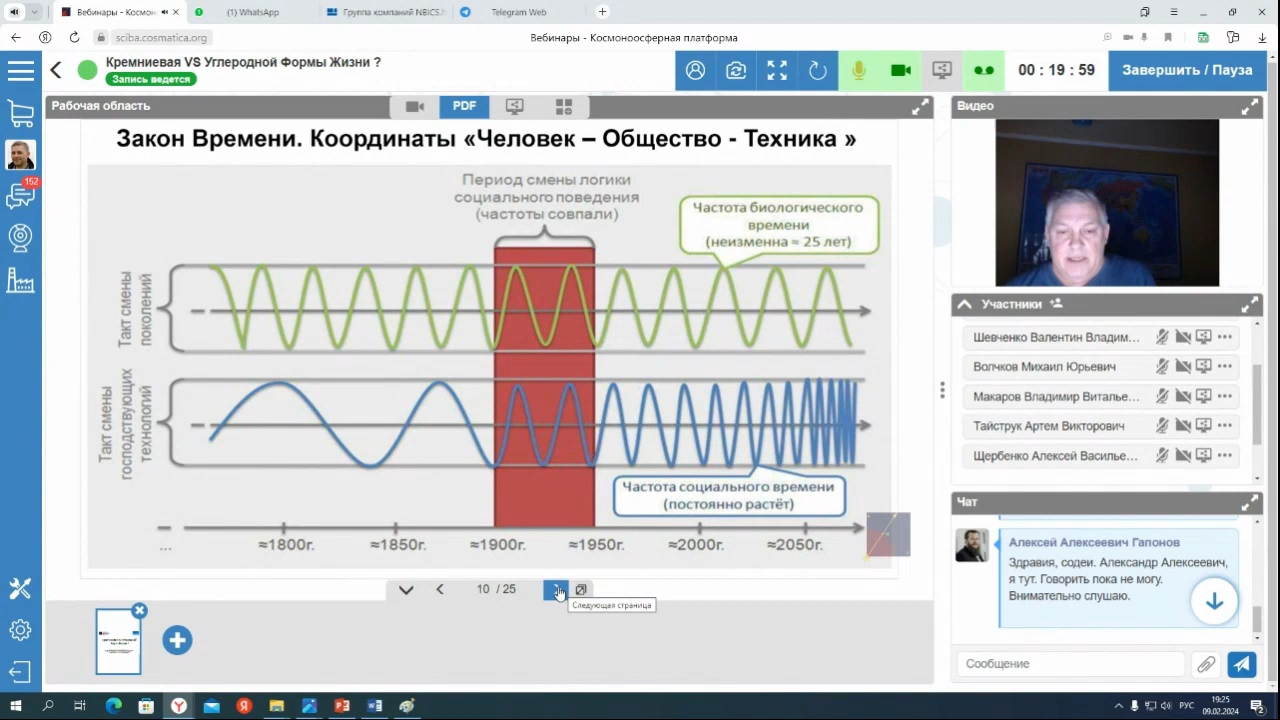 Вебинары - Космоно
(1) WhatsApp
Группа компаний NBICS.N
Telegram Web
sciba.cosmatica.org
Вебинары - Космоноосферная платформа
Кремниевая VS Углеродной Формы Жизни ?
Запись ведется
00 : 19 : 59
Завершить / Пауза
Рабочая область
PDF
Видео
152
Закон Времени. Координаты «Человек – Общество - Техника »
Период смены логики
социального поведения
(частоты совпали)
Частота биологического
времени
(неизменна ≈ 25 лет)
Такт смены
поколений
Такт смены
господствующих
технологий
Частота социального времени
(постоянно растёт)
...
≈1800г.
≈1850г.
≈1900г.
≈1950г.
≈2000г.
≈2050г.
10 / 25
Следующая страница
Участники
Шевченко Валентин Владим...
Волчков Михаил Юрьевич
Макаров Владимир Виталье...
Тайструк Артем Викторович
Щербенко Алексей Василье...
Чат
Алексей Алексеевич Гапонов
Здравия, содеи. Александр Алексеевич,
я тут. Говорить пока не могу.
Внимательно слушаю.
Сообщение
РУС
19:25
09.02.2024
2